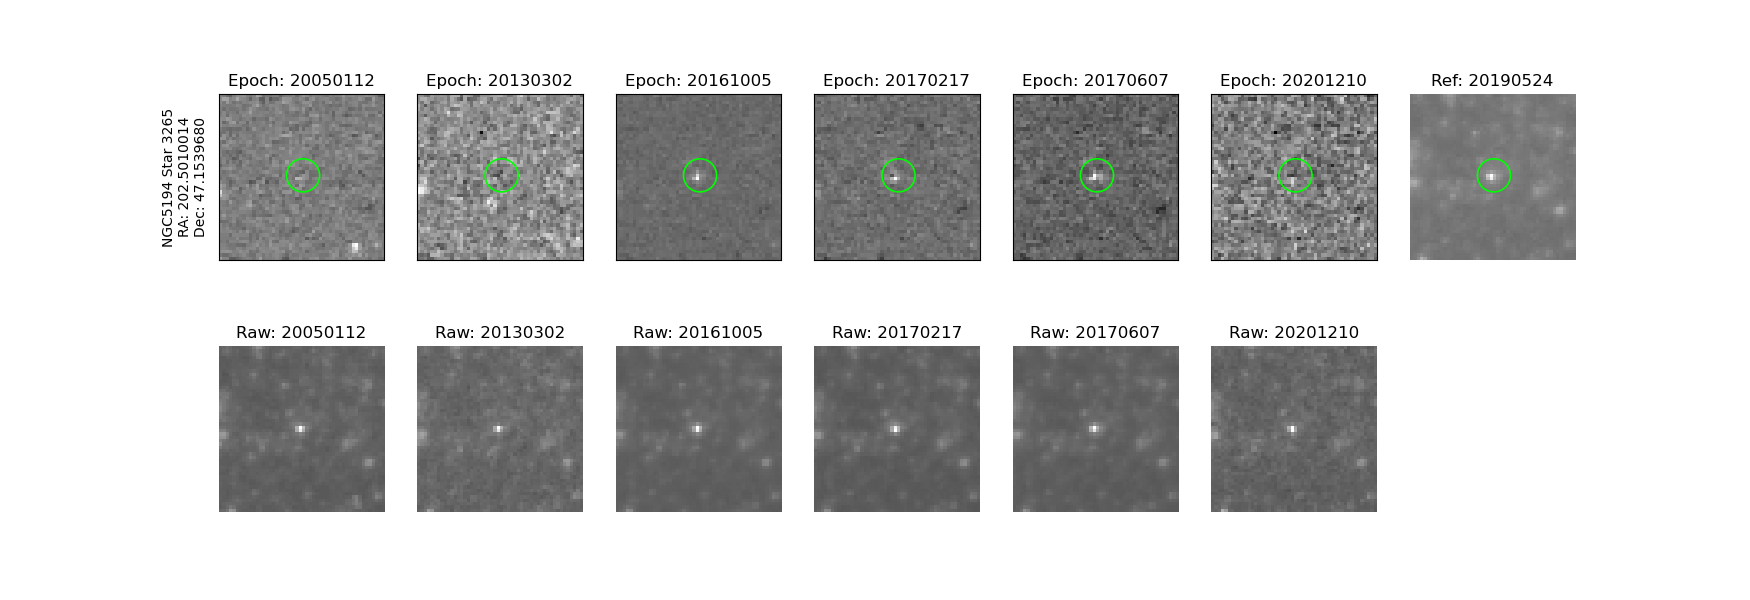 Epoch: 20050112
Epoch: 20130302
Epoch: 20161005
Epoch: 20170217
Epoch: 20170607
Epoch: 20201210
Ref: 20190524
NGC5194 Star 3265
RA: 202.5010014
Dec: 47.1539680
Raw: 20050112
Raw: 20130302
Raw: 20161005
Raw: 20170217
Raw: 20170607
Raw: 20201210